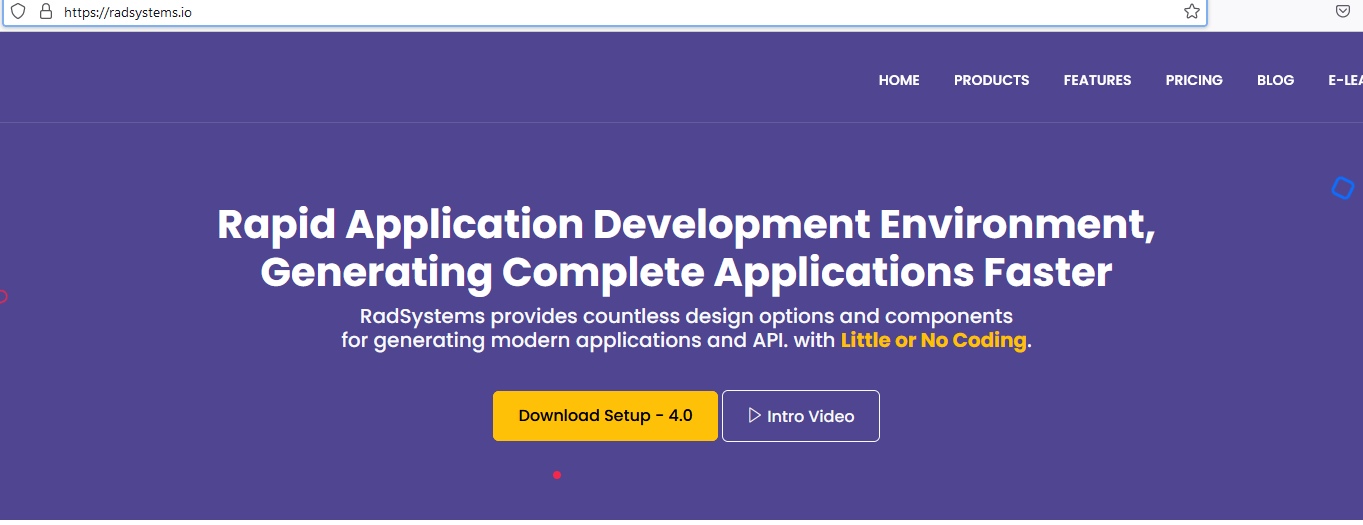 https://radsystems.io
HOME PRODUCTS FEATURES PRICING BLOG
Rapid Application Development Environment,
Generating Complete Applications Faster
RadSystems provides countless design options and components
for generating modern applications and API. with Little or No Coding.
Download Setup - 4.0 Intro Video